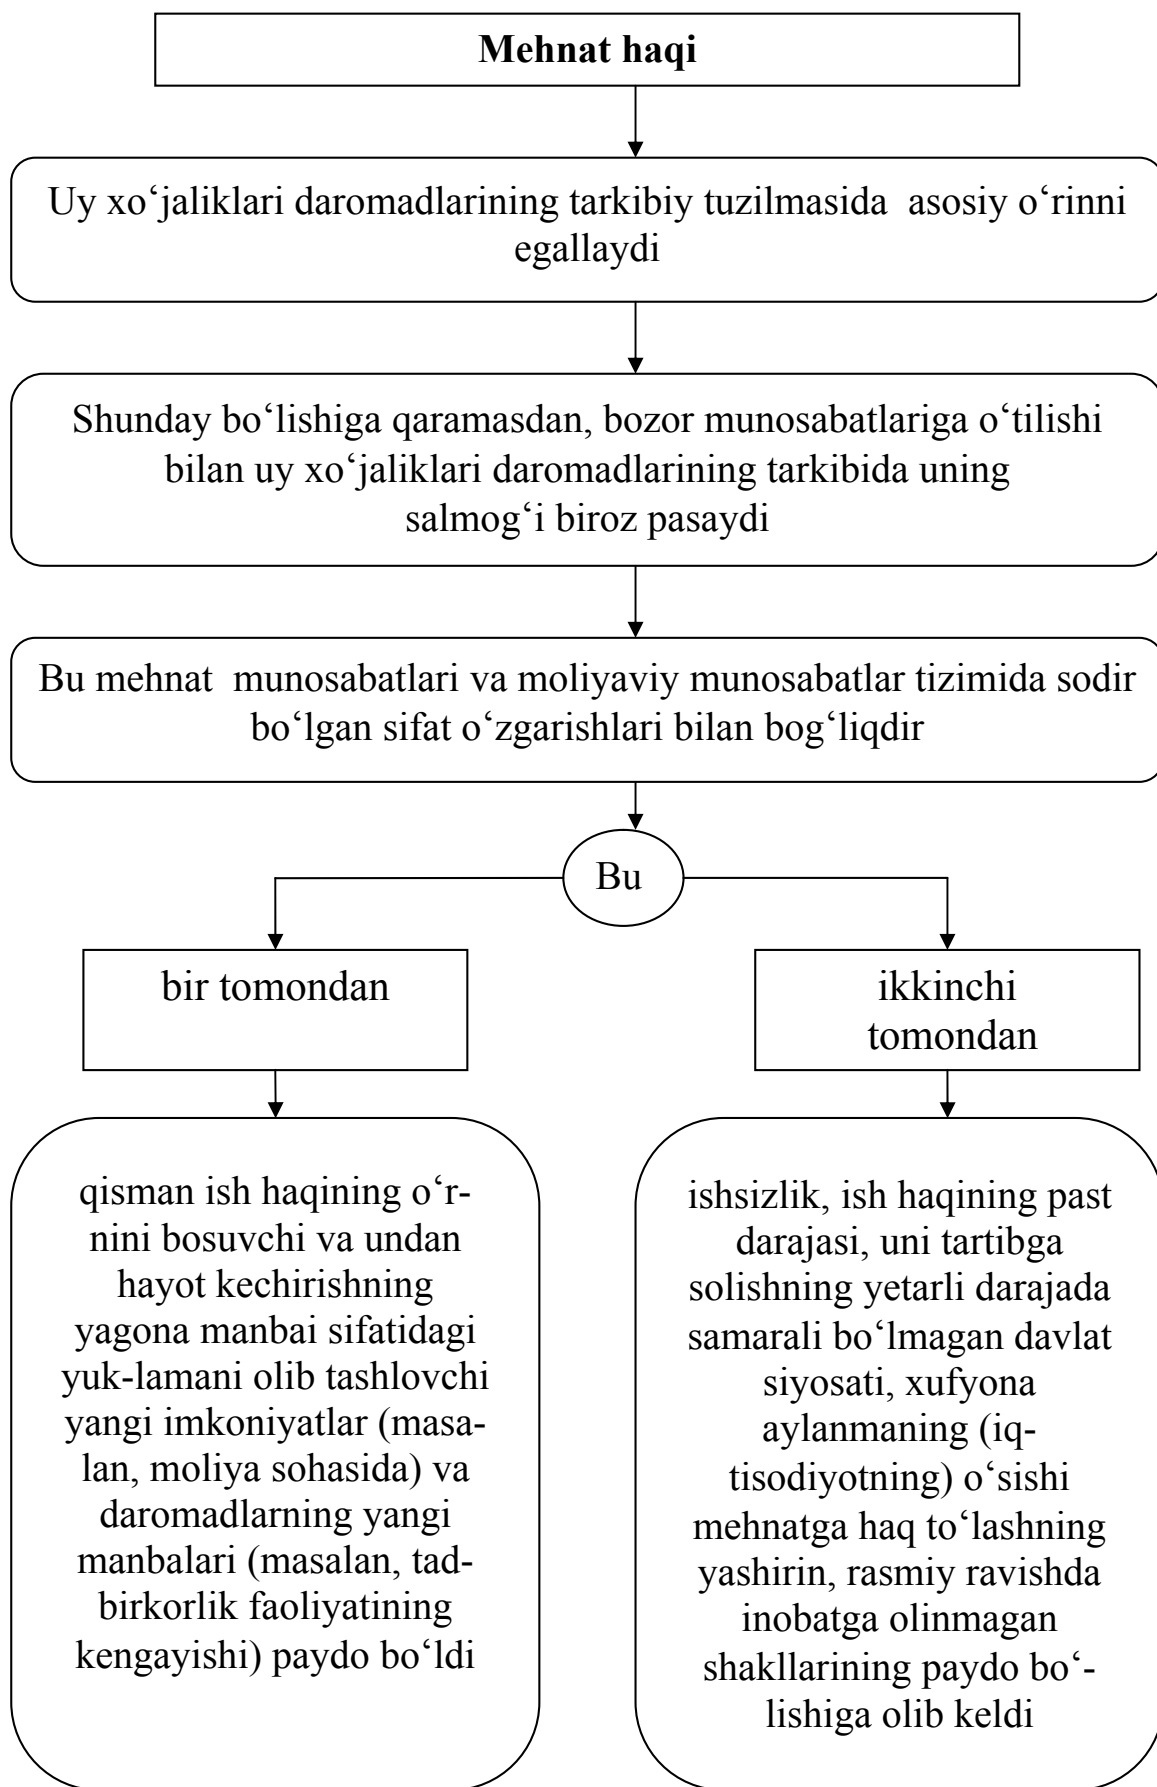 Mehnat haqi
Uy xo‘jaliklari daromadlarining tarkibiy tuzilmasida asosiy o‘rinni
egallaydi
Shunday bo‘lishiga qaramasdan, bozor munosabatlariga o‘tilishi
bilan uy xo‘jaliklari daromadlarining tarkibida uning
salmog‘i biroz pasaydi
Bu mehnat munosabatlari va moliyaviy munosabatlar tizimida sodir
bo‘lgan sifat o‘zgarishlari bilan bog‘liqdir
Bu
bir tomondan
ikkinchi
tomondan
qisman ish haqining o‘r-
nini bosuvchi va undan
hayot kechirishning
yagona manbai sifatidagi
yuk-lamani olib tashlovchi
yangi imkoniyatlar (masa-
lan, moliya sohasida) va
daromadlarning yangi
manbalari (masalan, tad-
birkorlik faoliyatining
kengayishi) paydo bo‘ldi
ishsizlik, ish haqining past
darajasi, uni tartibga
solishning yetarli darajada
samarali bo‘lmagan davlat
siyosati, xufyona
aylanmaning (iq-
tisodiyotning) o‘sishi
mehnatga haq to‘lashning
yashirin, rasmiy ravishda
inobatga olinmagan
shakllarining paydo bo‘-
lishiga olib keldi